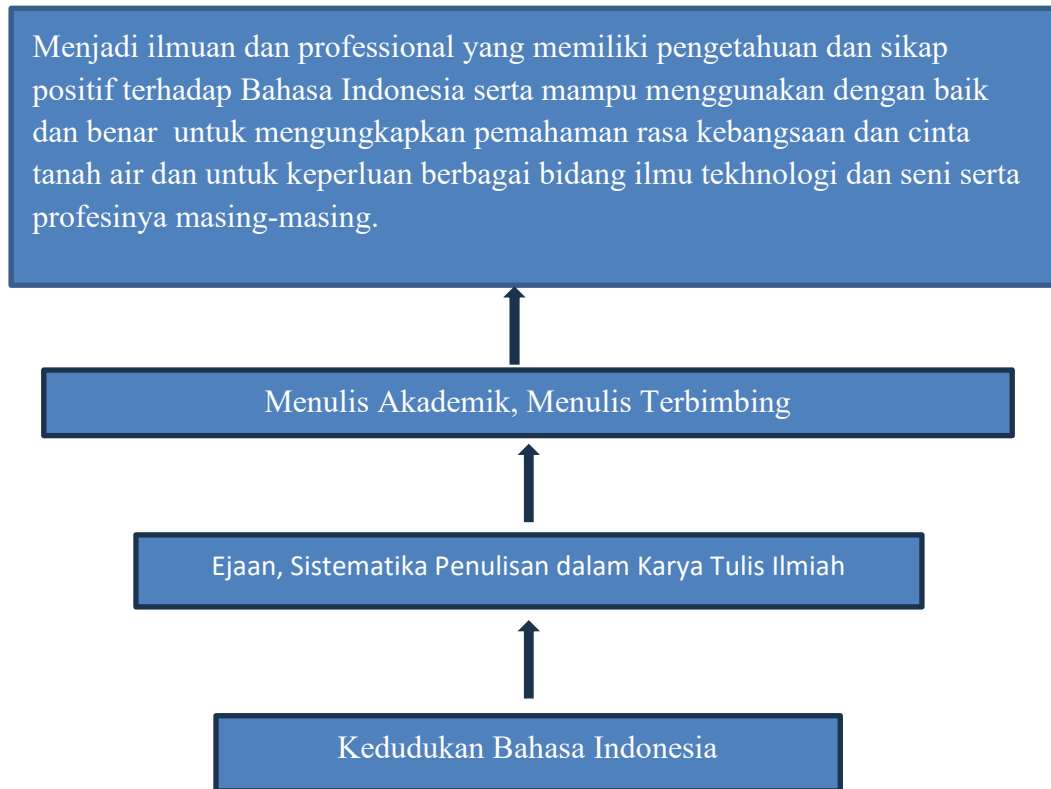 Menjadi ilmuan dan professional yang memiliki pengetahuan dan sikap
positif terhadap Bahasa Indonesia serta mampu menggunakan dengan baik
dan benar  untuk mengungkapkan pemahaman rasa kebangsaan dan cinta
tanah air dan untuk keperluan berbagai bidang ilmu tekhnologi dan seni serta
profesinya masing-masing.
Menulis Akademik, Menulis Terbimbing
Ejaan, Sistematika Penulisan dalam Karya Tulis Ilmiah
Kedudukan Bahasa Indonesia